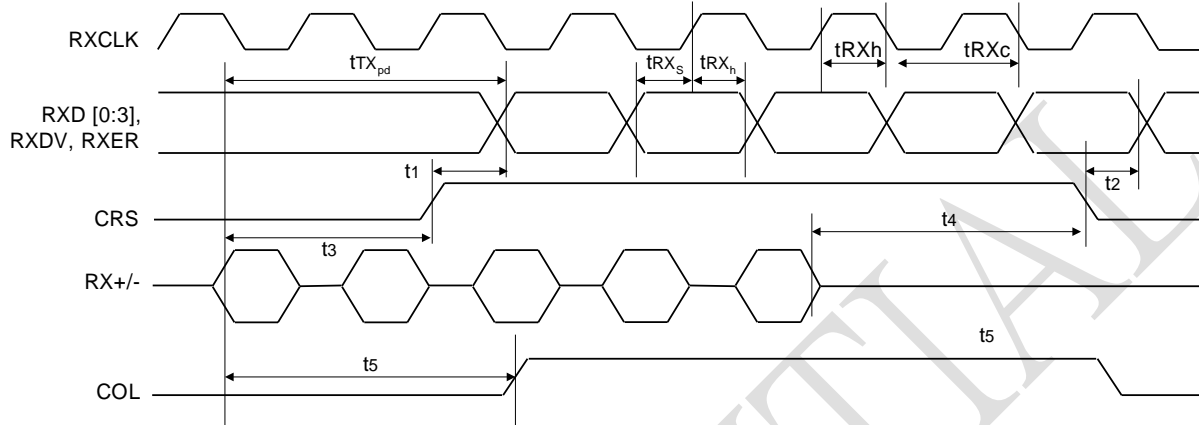 RXCLK
tRXh
tRXc
tTXpd
tRXS
tRXh
RXD [0:3],
RXDV, RXER
t1
t2
CRS
t3
t4
RX+/-
t5
t5
COL